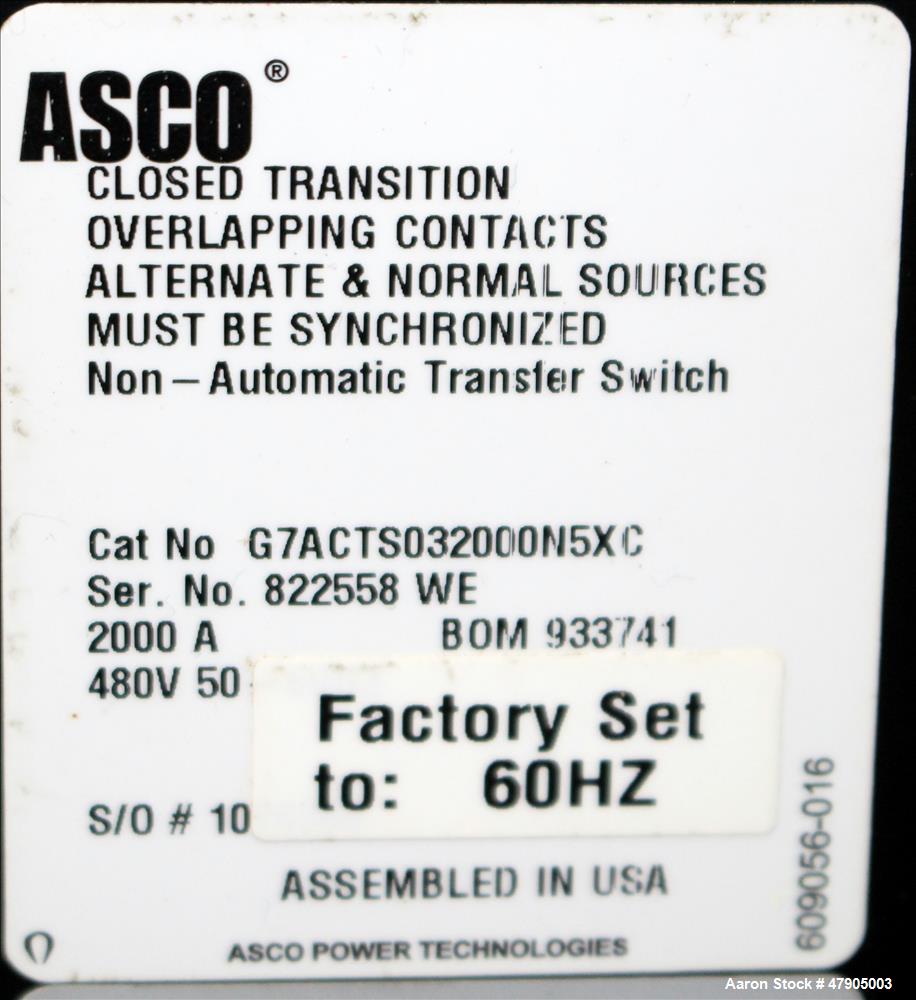 ASCO®
CLOSED TRANSITION
OVERLAPPING CONTACTS
ALTERNATE & NORMAL SOURCES
MUST BE SYNCHRONIZED
Non-Automatic Transfer Switch
Cat No G7ACTS032000N5XC
Ser. No. 822558 WE
2000 A BOM 933741
480V 50
Factory Set
to: 60HZ
S/O # 10
ASSEMBLED IN USA
ASCO POWER TECHNOLOGIES
609056-016
Aaron Stock # 47905003